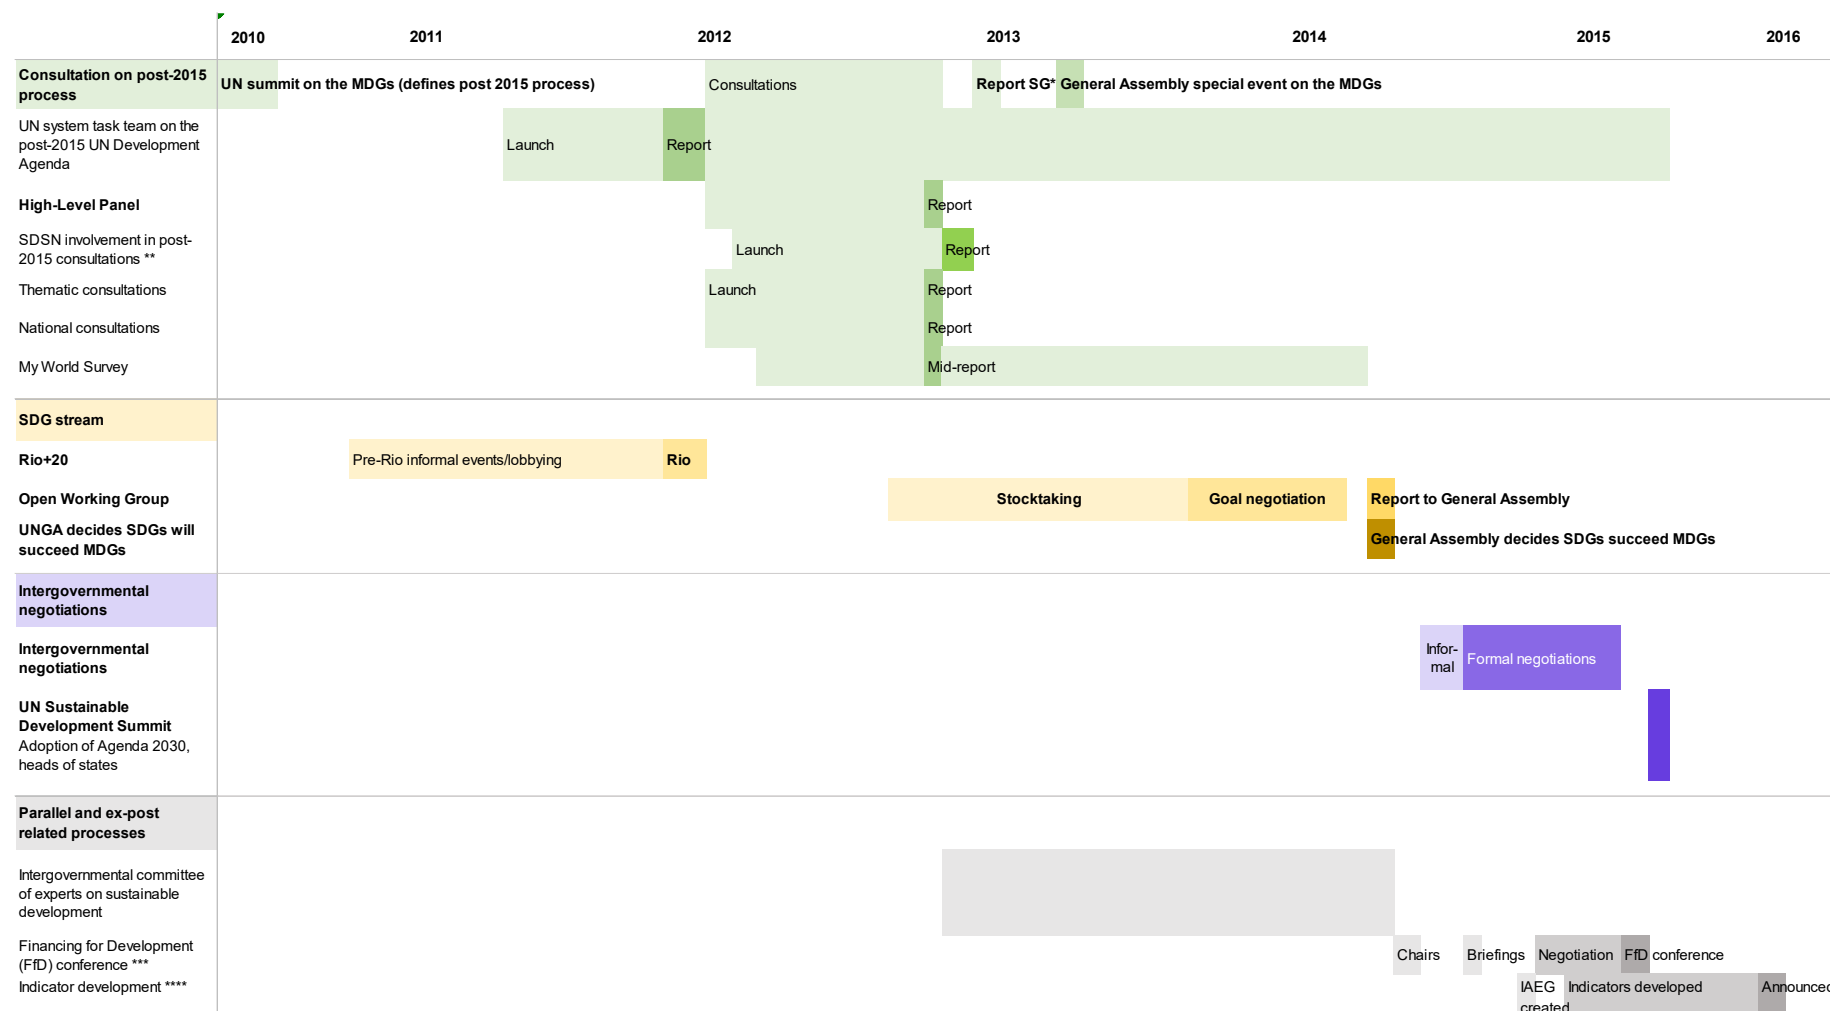 2010 2011 2012 2013 2014 2015 2016
Consultation on post-2015
process
UN summit on the MDGs (defines post 2015 process)
Consultations
Report SG* General Assembly special event on the MDGs
UN system task team on the
post-2015 UN Development
Agenda
Launch
Report
High-Level Panel
Report
SDSN involvement in post-
2015 consultations **
Launch
Report
Thematic consultations
Launch
Report
National consultations
Report
My World Survey
Mid-report
SDG stream
Rio+20
Pre-Rio informal events/lobbying
Rio
Open Working Group
Stocktaking
Goal negotiation
Report to General Assembly
UNGA decides SDGs will
succeed MDGs
General Assembly decides SDGs succeed MDGs
Intergovernmental
negotiations
Intergovernmental
negotiations
Infor-
mal
Formal negotiations
UN Sustainable
Development Summit
Adoption of Agenda 2030,
heads of states
Parallel and ex-post
related processes
Intergovernmental committee
of experts on sustainable
development
Financing for Development
(FfD) conference ***
Chairs
Briefings
Negotiation
FfD conference
Indicator development ****
IAEG
created
Indicators developed
Announced